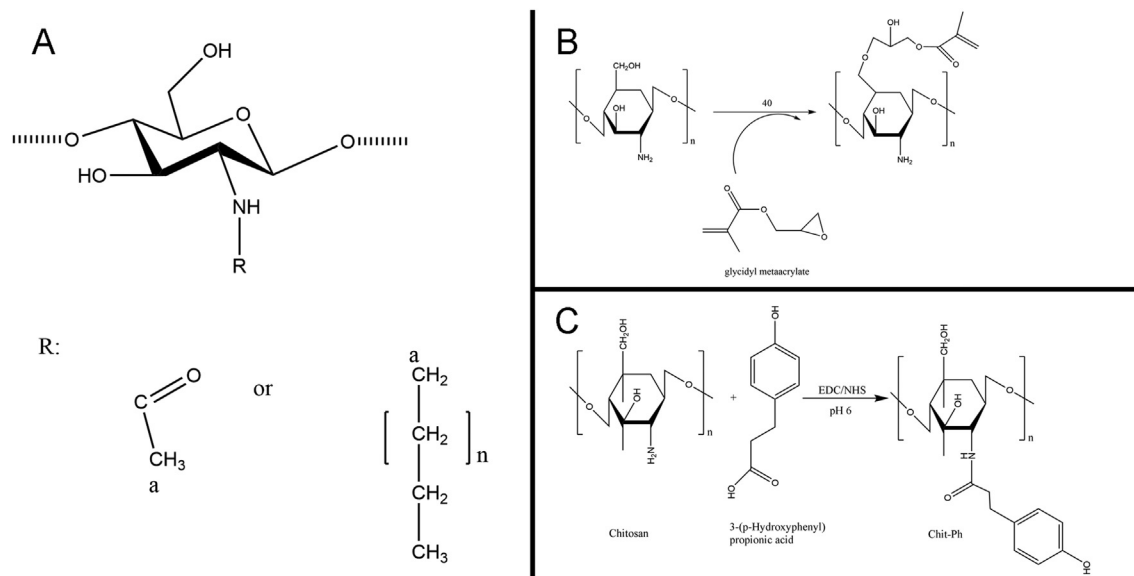 A
OH
O
O
O
HO
NH
R
R:
O
C
CH3
a
or
a
CH2
CH2
n
CH2
CH3
B
CH2OH
O
OH
O
n
NH2
40
O
O
O
glycidyl metaacrylate
OH
O
O
O
O
OH
O
n
NH2
C
CH2OH
O
OH
O
n
H2N
Chitosan
+
OH
HO
O
3-(p-Hydroxyphenyl)
propionic acid
EDC/NHS
pH 6
CH2OH
O
OH
O
n
H
N
O
HO
Chit-Ph